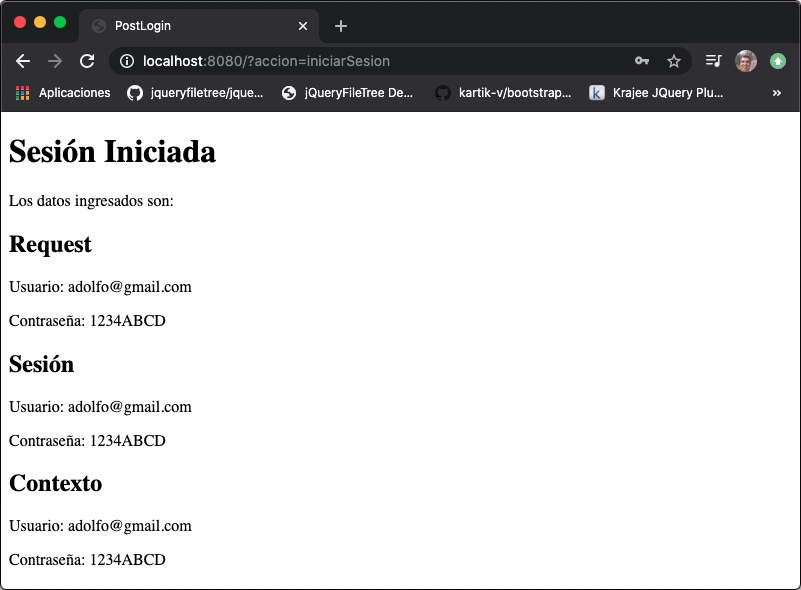 PostLogin
localhost:8080/?accion=iniciarSesion
Aplicaciones jqueryfiletree/jque... jQueryFileTree De... kartik-v/bootstrap... Krajee JQuery Plu... »
Sesión Iniciada
Los datos ingresados son:
Request
Usuario: adolfo@gmail.com
Contraseña: 1234ABCD
Sesión
Usuario: adolfo@gmail.com
Contraseña: 1234ABCD
Contexto
Usuario: adolfo@gmail.com
Contraseña: 1234ABCD